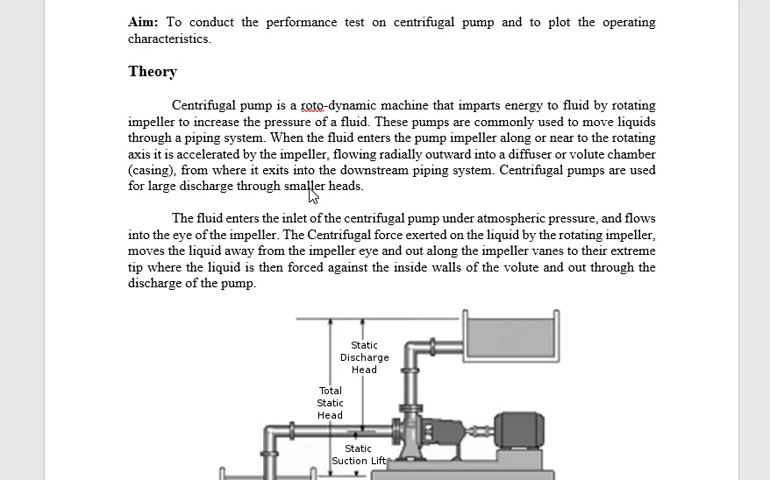 Aim: To conduct the performance test on centrifugal pump and to plot the operating
characteristics.
Theory
Centrifugal pump is a roto-dynamic machine that imparts energy to fluid by rotating
impeller to increase the pressure of a fluid. These pumps are commonly used to move liquids
through a piping system. When the fluid enters the pump impeller along or near to the rotating
axis it is accelerated by the impeller, flowing radially outward into a diffuser or volute chamber
(casing), from where it exits into the downstream piping system. Centrifugal pumps are used
for large discharge through smaller heads.
The fluid enters the inlet of the centrifugal pump under atmospheric pressure, and flows
into the eye of the impeller. The Centrifugal force exerted on the liquid by the rotating impeller,
moves the liquid away from the impeller eye and out along the impeller vanes to their extreme
tip where the liquid is then forced against the inside walls of the volute and out through the
discharge of the pump.
Static
Discharge
Head
Total
Static
Head
Static
Suction Lift